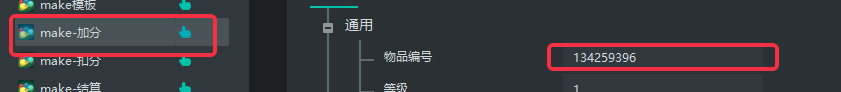 make模板
make-加分
make-扣分
make-结算
通用
物品编号 134259396
等级 1